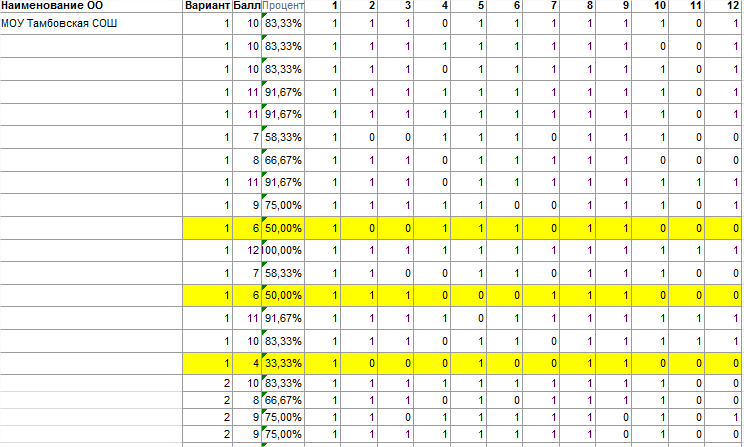 Наименование ОО Вариант Балл Процент 1 2 3 4 5 6 7 8 9 10 11 12
МОУ Тамбовская СОШ 1 10 83,33% 1 1 1 0 1 1 1 1 1 1 0 1
1 10 83,33% 1 1 1 1 1 1 1 1 1 0 0 1
1 10 83,33% 1 1 1 0 1 1 1 1 1 1 0 1
1 11 91,67% 1 1 1 1 1 1 1 1 1 1 0 1
1 11 91,67% 1 1 1 1 1 1 1 1 1 1 0 1
1 7 58,33% 1 0 0 1 1 1 0 1 1 1 0 0
1 8 66,67% 1 1 1 0 1 1 1 1 1 0 0 0
1 11 91,67% 1 1 1 0 1 1 1 1 1 1 1 1
1 9 75,00% 1 1 1 1 1 0 0 1 1 1 0 1
1 6 50,00% 1 0 0 1 1 1 0 1 1 0 0 0
1 12 100,00% 1 1 1 1 1 1 1 1 1 1 1 1
1 7 58,33% 1 1 0 0 1 1 0 1 1 1 0 0
1 6 50,00% 1 1 1 0 0 0 1 1 1 0 0 0
1 11 91,67% 1 1 1 1 0 1 1 1 1 1 1 1
1 10 83,33% 1 1 1 0 1 1 0 1 1 1 1 1
1 4 33,33% 1 0 0 0 1 0 0 1 1 0 0 0
2 10 83,33% 1 1 1 1 1 1 1 1 1 1 0 0
2 8 66,67% 1 1 1 0 1 0 1 1 1 1 0 0
2 9 75,00% 1 1 0 1 1 1 1 1 0 1 0 1
2 9 75,00% 1 1 1 1 1 1 1 1 0 1 0 0